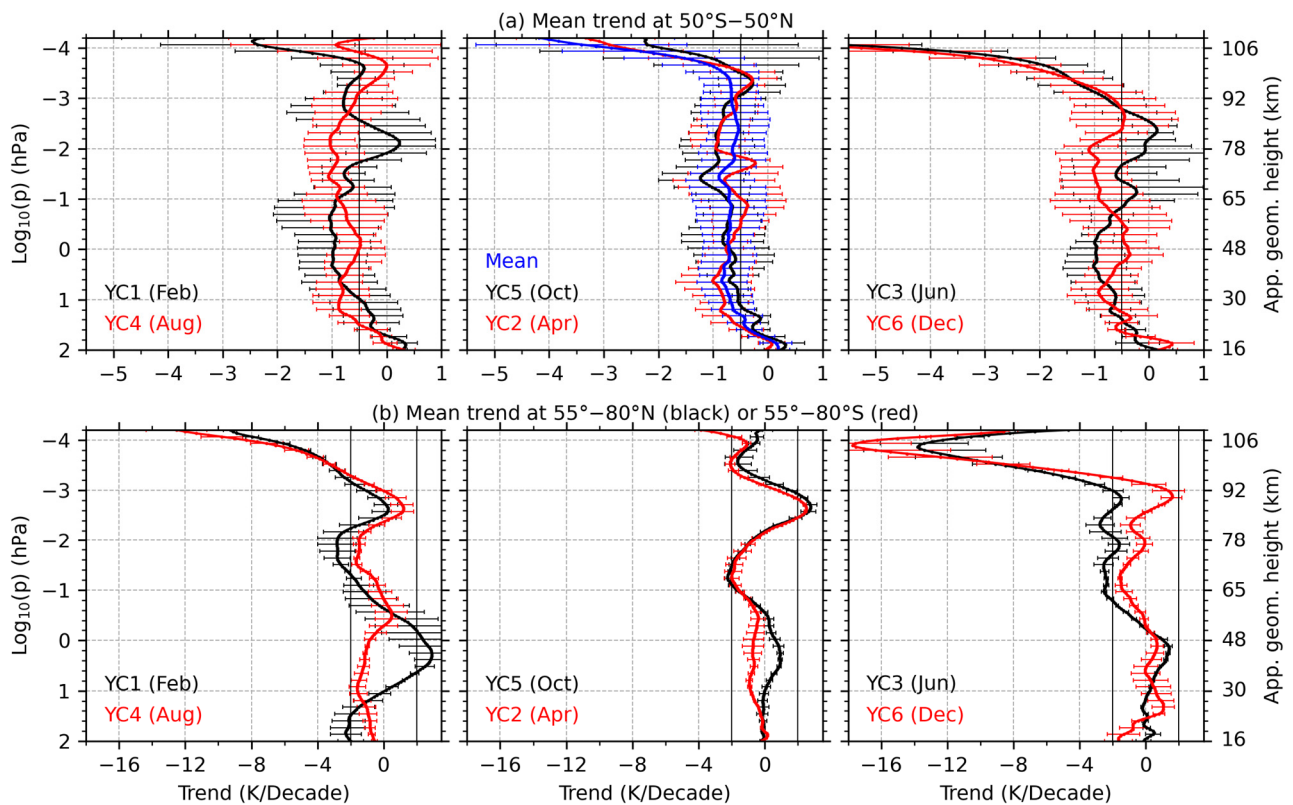 (a) Mean trend at 50°S−50°N
−4
−3
−2
−1
0
1
2
Log10(p) (hPa)
YC1 (Feb)
YC4 (Aug)
−5 −4 −3 −2 −1 0 1
Mean
YC5 (Oct)
YC2 (Apr)
−5 −4 −3 −2 −1 0 1
YC3 (Jun)
YC6 (Dec)
−5 −4 −3 −2 −1 0 1
106
92
78
65
48
30
16
App. geom. height (km)
(b) Mean trend at 55°−80°N (black) or 55°−80°S (red)
−4
−3
−2
−1
0
1
2
Log10(p) (hPa)
YC1 (Feb)
YC4 (Aug)
−16 −12 −8 −4 0
Trend (K/Decade)
YC5 (Oct)
YC2 (Apr)
−16 −12 −8 −4 0
Trend (K/Decade)
YC3 (Jun)
YC6 (Dec)
−16 −12 −8 −4 0
Trend (K/Decade)
106
92
78
65
48
30
16
App. geom. height (km)